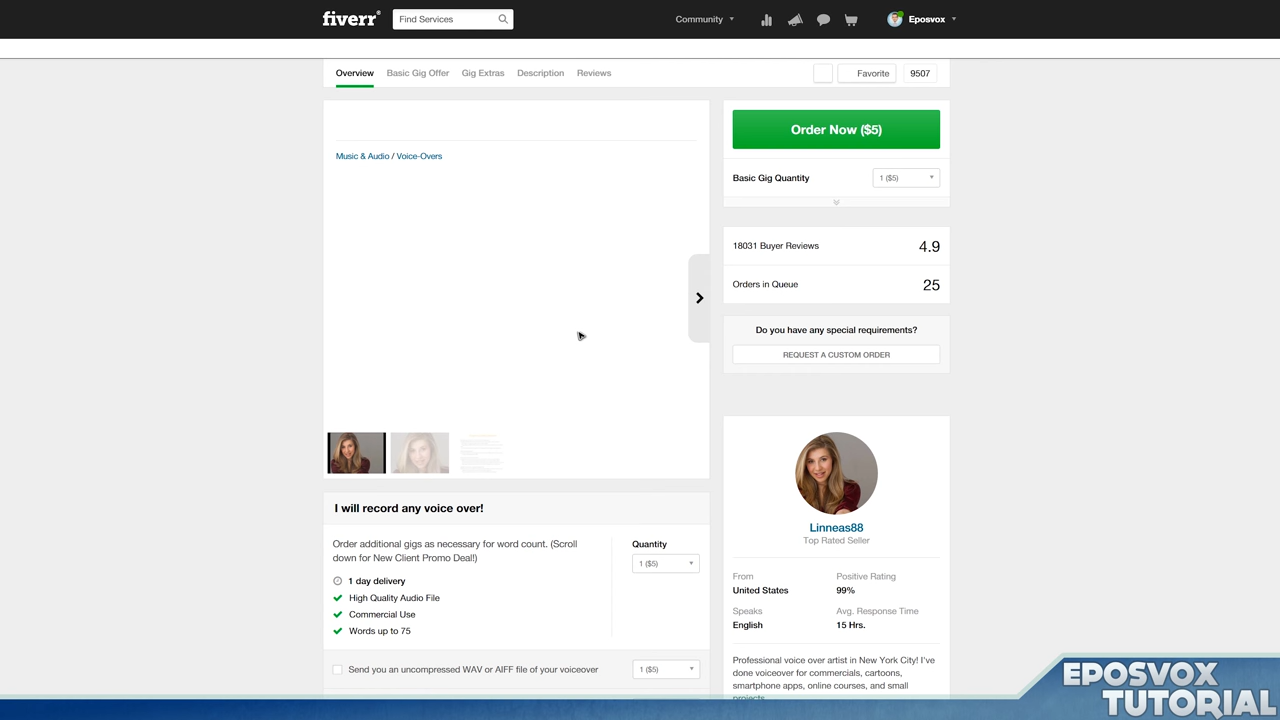 fiverr®
Find Services
Community
Eposvox
Overview
Basic Gig Offer
Gig Extras
Description
Reviews
Favorite
9507
Music & Audio / Voice-Overs
Order Now ($5)
Basic Gig Quantity
1 ($5)
18031 Buyer Reviews
4.9
Orders in Queue
25
Do you have any special requirements?
REQUEST A CUSTOM ORDER
I will record any voice over!
Order additional gigs as necessary for word count. (Scroll
down for New Client Promo Deal!)
1 day delivery
High Quality Audio File
Commercial Use
Words up to 75
Quantity
1 ($5)
Send you an uncompressed WAV or AIFF file of your voiceover
1 ($5)
Linneas88
Top Rated Seller
From
United States
Positive Rating
99%
Speaks
English
Avg. Response Time
15 Hrs.
Professional voice over artist in New York City! I've
done voiceover for commercials, cartoons,
smartphone apps, online courses, and small
projects
EPOSVOX
TUTORIAL